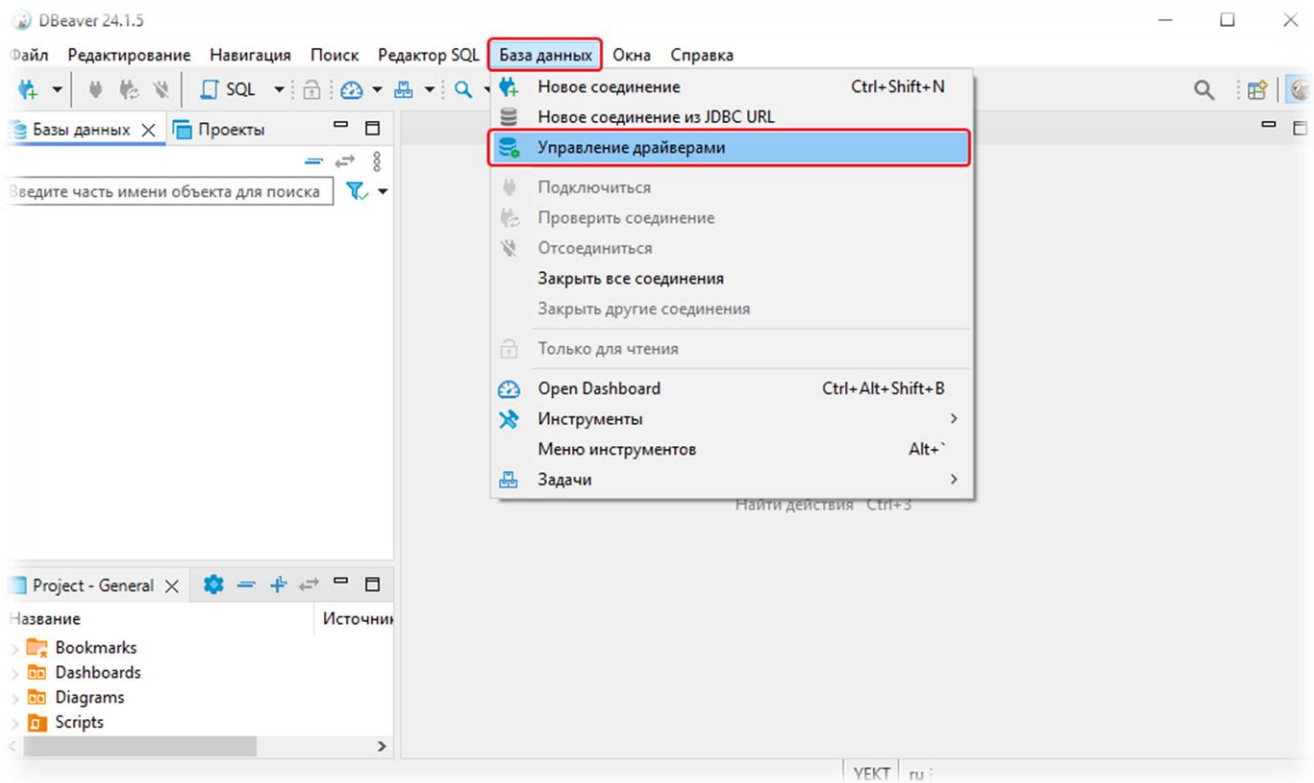 DBeaver 24.1.5
Файл Редактирование Навигация Поиск Редактор SQL База данных Окна Справка
SQL
Новое соединение Ctrl+Shift+N
Новое соединение из JDBC URL
Управление драйверами
Подключиться
Проверить соединение
Отсоединиться
Закрыть все соединения
Закрыть другие соединения
Только для чтения
Open Dashboard Ctrl+Alt+Shift+B
Инструменты
Меню инструментов Alt+`
Задачи
Найти действия Ctrl+3
Базы данных Проекты
Введите часть имени объекта для поиска
Project - General
Название Источник
Bookmarks
Dashboards
Diagrams
Scripts
YEKT ru